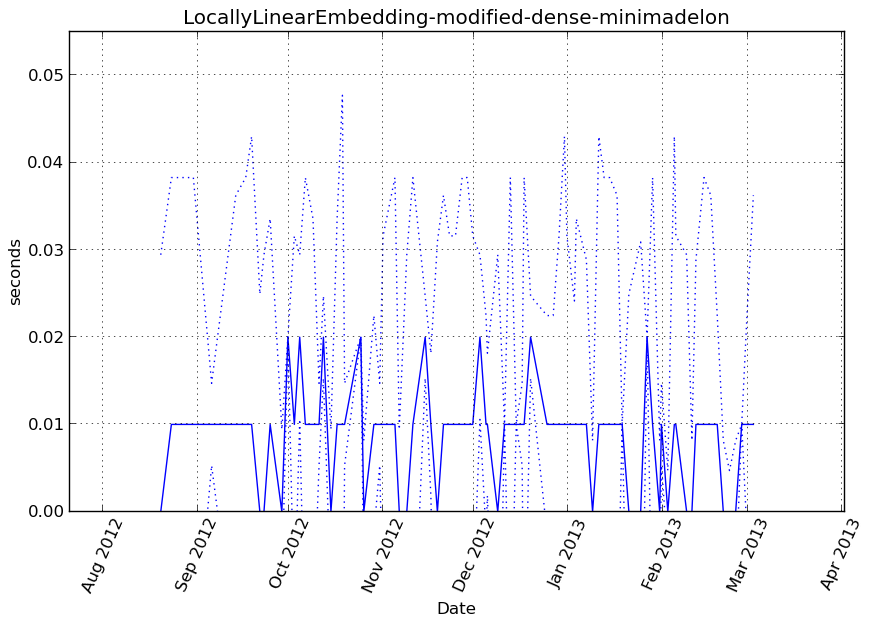 LocallyLinearEmbedding-modified-dense-minimadelon
0.05
0.04
0.03
0.02
0.01
0.00
seconds
Aug 2012
Sep 2012
Oct 2012
Nov 2012
Dec 2012
Jan 2013
Feb 2013
Mar 2013
Apr 2013
Date